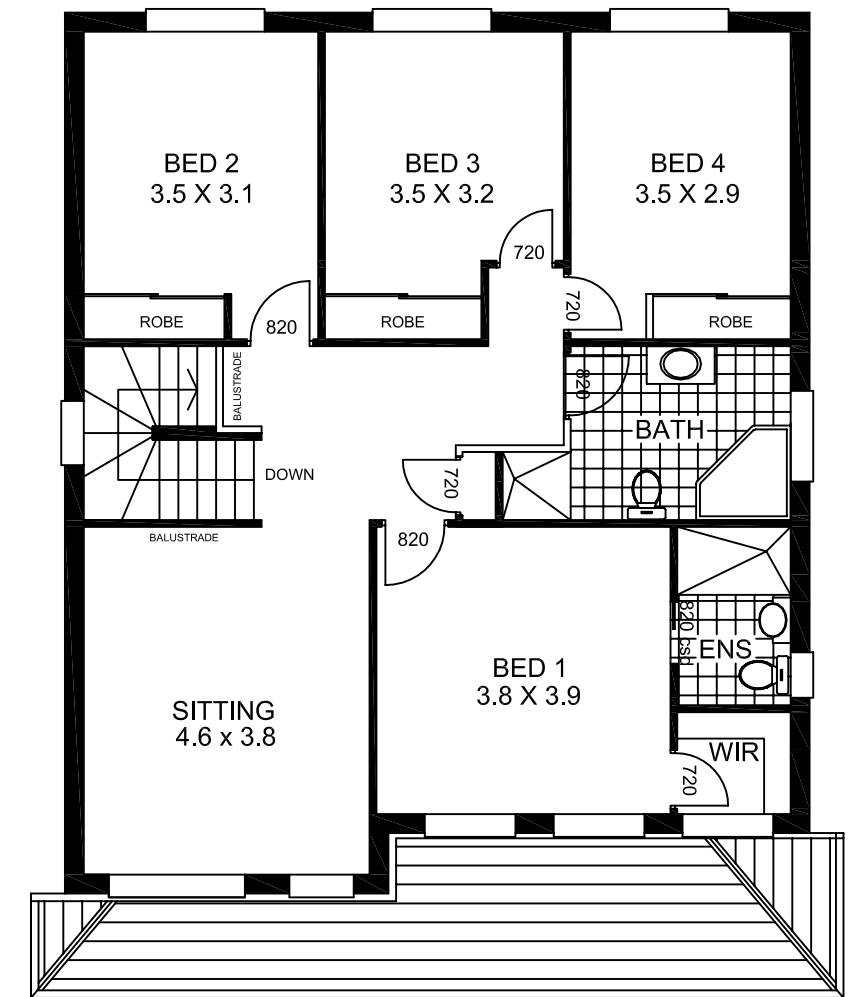 BED 2
3.5 X 3.1
BED 3
3.5 X 3.2
BED 4
3.5 X 2.9
720
720
ROBE
820
ROBE
ROBE
BALUSTRADE
820
BATH
DOWN
720
BALUSTRADE
820
820 csd
ENS
BED 1
3.8 X 3.9
SITTING
4.6 x 3.8
WIR
720